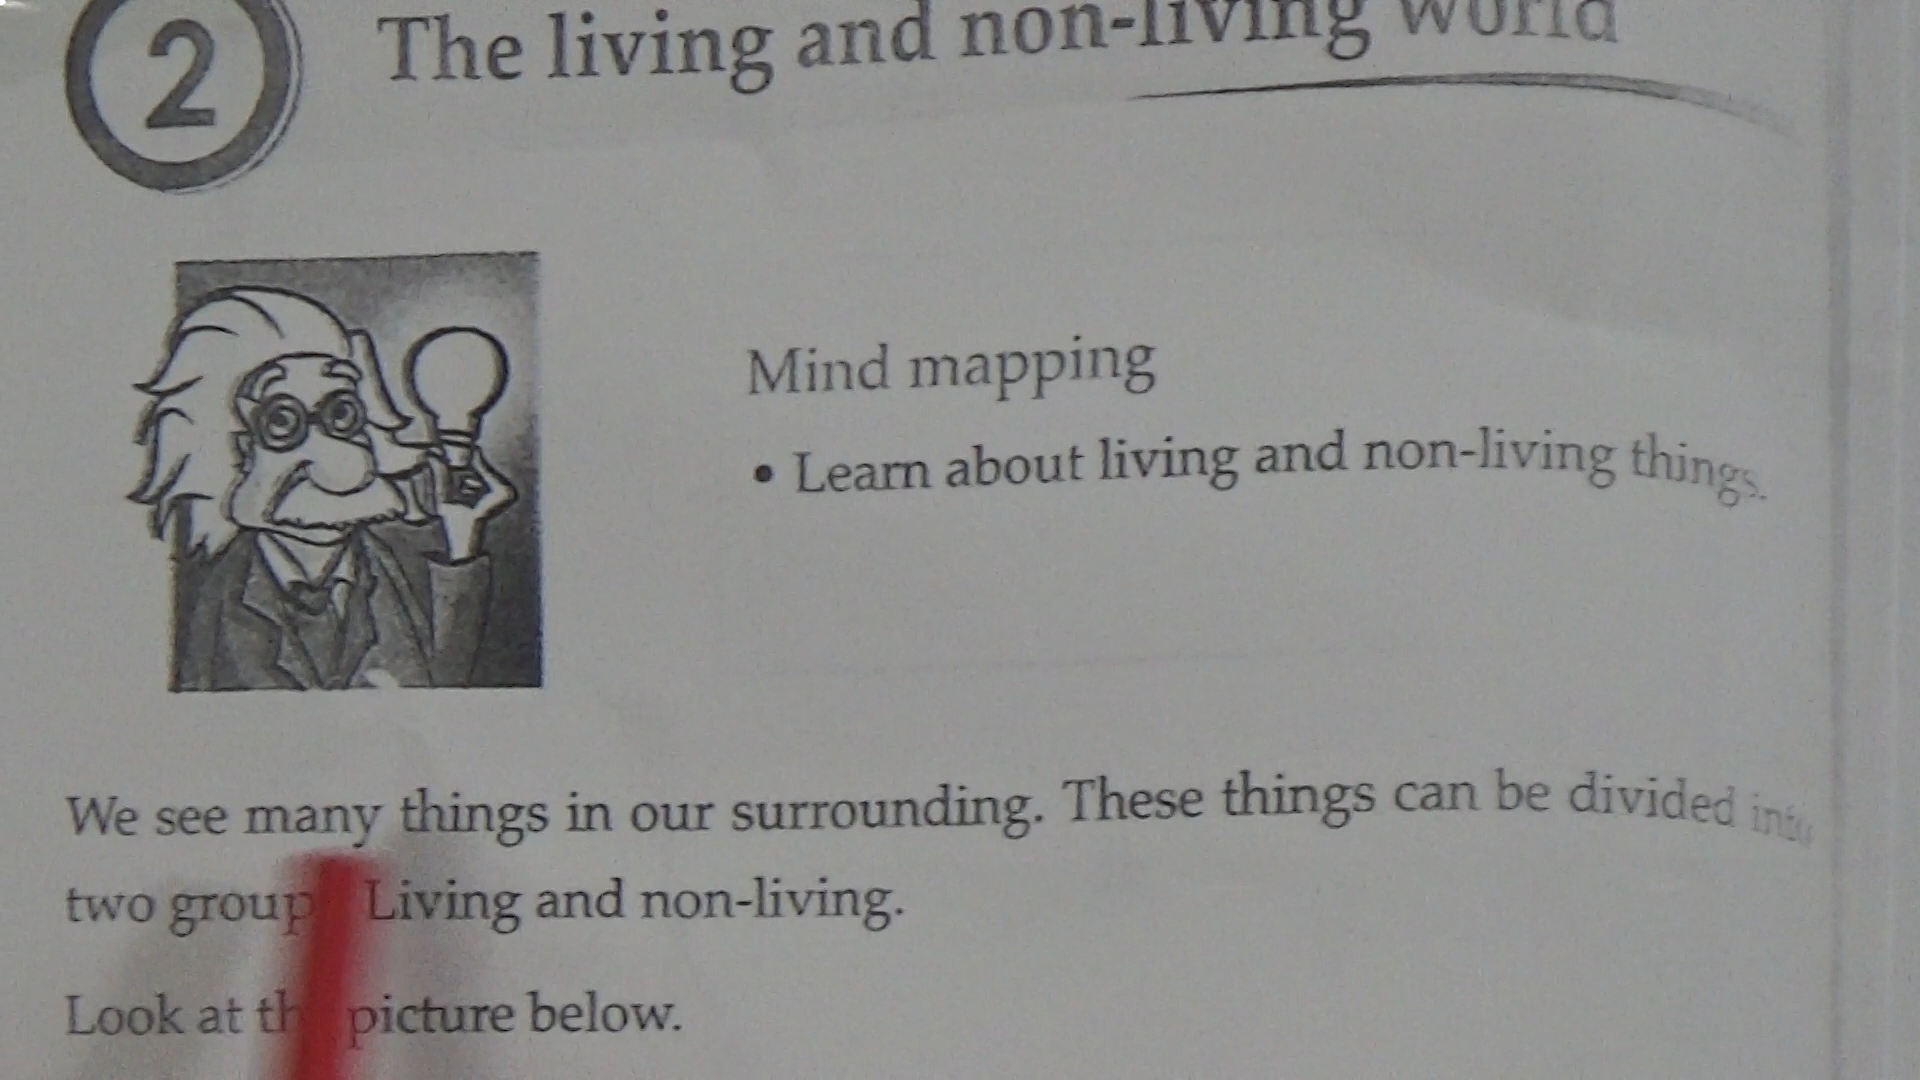 2
The living and non-living world
Mind mapping
• Learn about living and non-living things.
We see many things in our surrounding. These things can be divided into
two group Living and non-living.
Look at picture below.